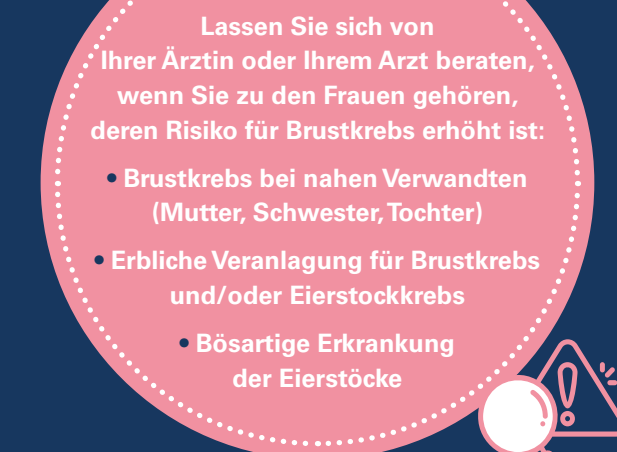 Lassen Sie sich von
Ihrer Ärztin oder Ihrem Arzt beraten,
wenn Sie zu den Frauen gehören,
deren Risiko für Brustkrebs erhöht ist:
• Brustkrebs bei nahen Verwandten
(Mutter, Schwester, Tochter)
• Erbliche Veranlagung für Brustkrebs
und/oder Eierstockkrebs
• Bösartige Erkrankung
der Eierstöcke